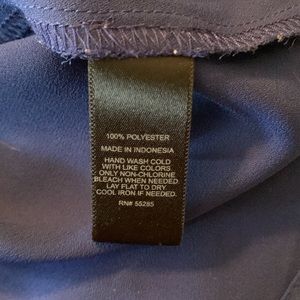 100% POLYESTER
MADE IN INDONESIA
HAND WASH COLD
WITH LIKE COLORS
ONLY NON-CHLORINE
BLEACH WHEN NEEDED.
LAY FLAT TO DRY
COOL IRON IF NEEDED.
RN# 55285